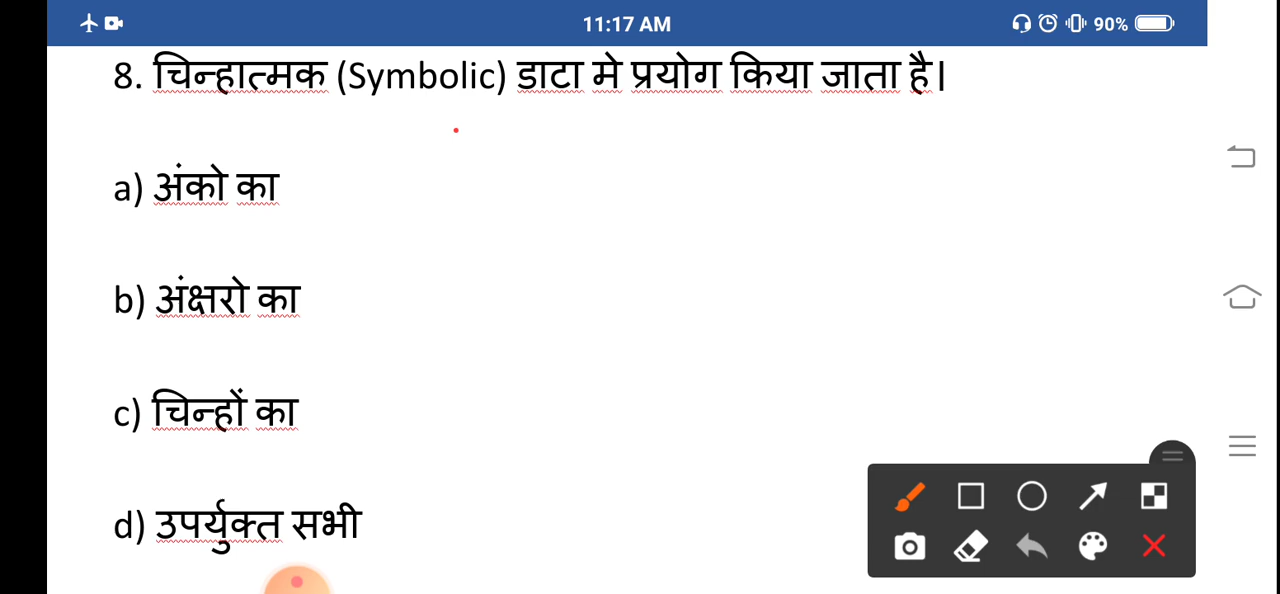 11:17 AM
90%
8. चिन्हात्मक (Symbolic) डाटा मे प्रयोग किया जाता है।
a) अंको का
b) अंक्षरो का
c) चिन्हों का
d) उपर्युक्त सभी